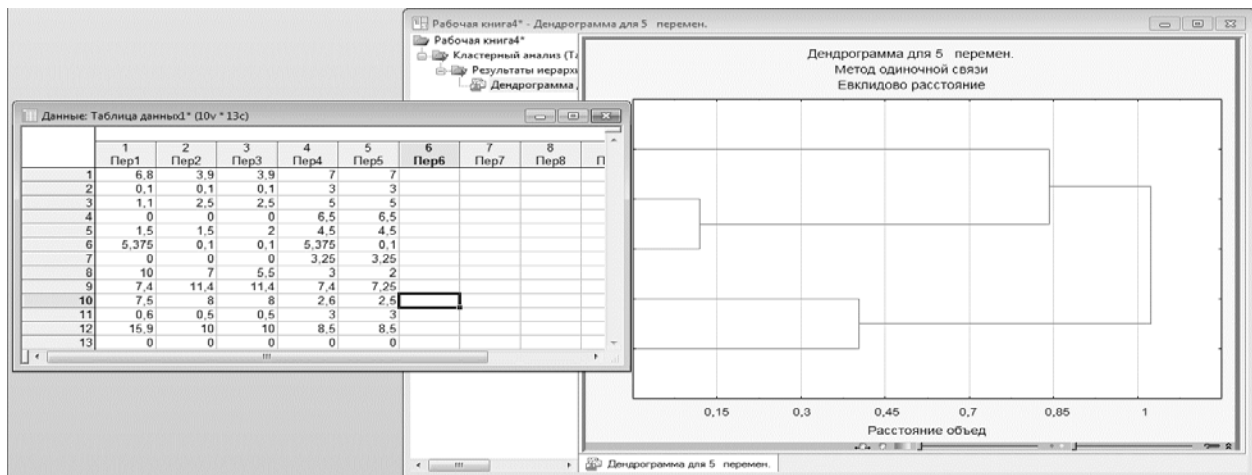 Рабочая книга4* - Дендрограмма для 5 перемен.
Рабочая книга4*
Кластерный анализ (Та
Результаты иерархи
Дендрограмма д
Дендрограмма для 5 перемен.
Метод одиночной связи
Евклидово расстояние
0,15 0,3 0,45 0,7 0,85 1
Расстояние объед
Дендрограмма для 5 перемен.
Данные: Таблица данных1* (10v * 13c)
1 2 3 4 5 6 7 8
Пер1 Пер2 Пер3 Пер4 Пер5 Пер6 Пер7 Пер8 П
1 6,8 3,9 3,9 7 7
2 0,1 0,1 0,1 3 3
3 1,1 2,5 2,5 5 5
4 0 0 0 6,5 6,5
5 1,5 1,5 2 4,5 4,5
6 5,375 0,1 0,1 5,375 0,1
7 0 0 0 3,25 3,25
8 10 7 5,5 3 2
9 7,4 11,4 11,4 7,4 7,25
10 7,5 8 8 2,6 2,5
11 0,6 0,5 0,5 3 3
12 15,9 10 10 8,5 8,5
13 0 0 0 0 0